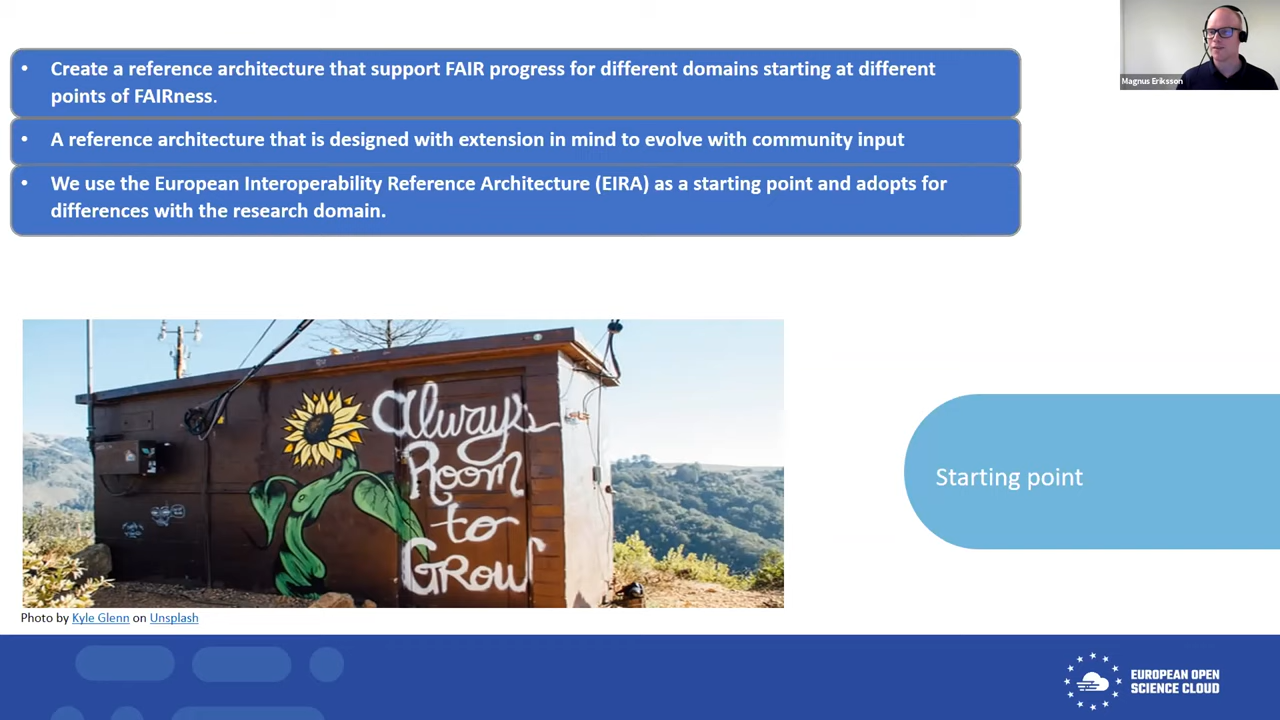 • Create a reference architecture that support FAIR progress for different domains starting at different
points of FAIRness.
• A reference architecture that is designed with extension in mind to evolve with community input
• We use the European Interoperability Reference Architecture (EIRA) as a starting point and adopts for
differences with the research domain.
Magnus Eriksson
Always
Room
to
Grow
Starting point
Photo by Kyle Glenn on Unsplash
EUROPEAN OPEN
SCIENCE CLOUD